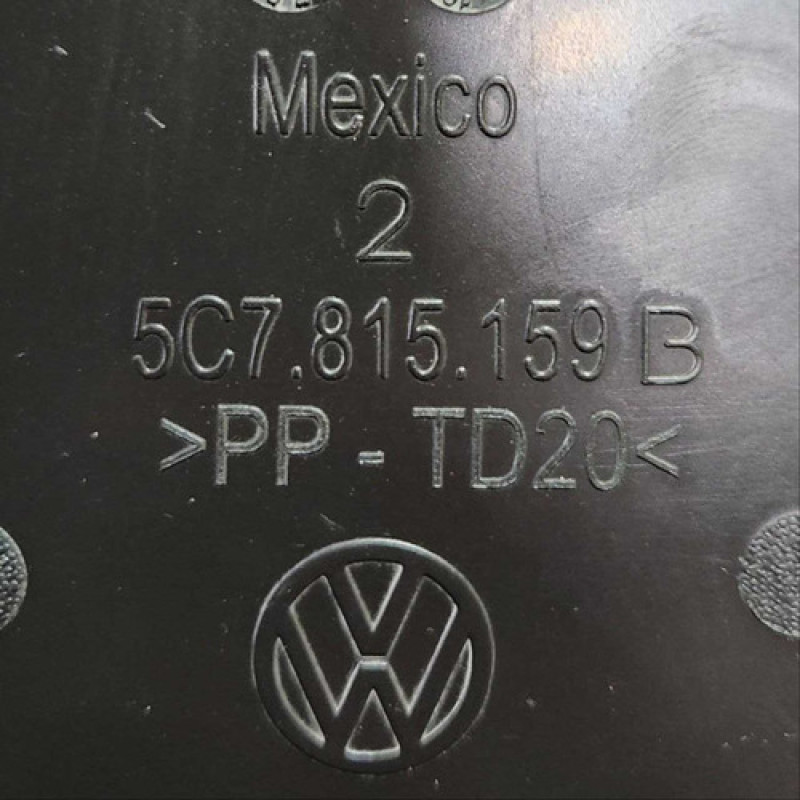 Mexico
2
5C7.815.159 B
>PP - TD20<